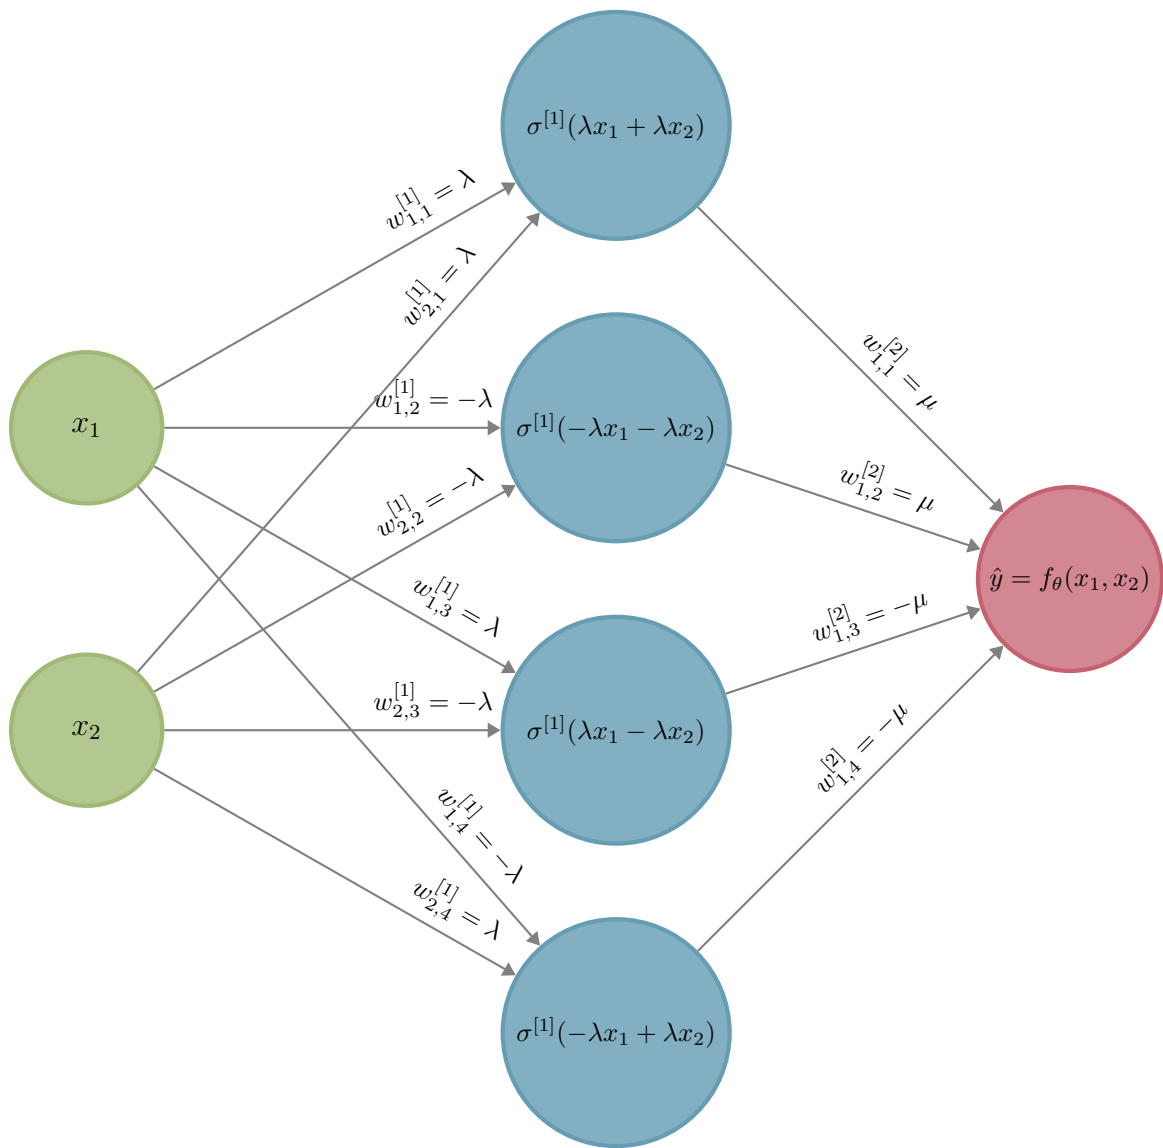 σ^{[1]}(λx_1 + λx_2)
w^{[1]}_{1,1} = λ
w^{[1]}_{2,1} = λ
w^{[2]}_{1,1} = μ
x_1
w^{[1]}_{1,2} = −λ
σ^{[1]}(−λx_1 − λx_2)
w^{[1]}_{2,2} = −λ
w^{[2]}_{1,2} = μ
ŷ = f_θ(x_1, x_2)
w^{[1]}_{1,3} = λ
w^{[2]}_{1,3} = −μ
x_2
w^{[1]}_{2,3} = −λ
σ^{[1]}(λx_1 − λx_2)
w^{[2]}_{1,4} = −μ
w^{[1]}_{1,4} = −λ
w^{[1]}_{2,4} = λ
σ^{[1]}(−λx_1 + λx_2)